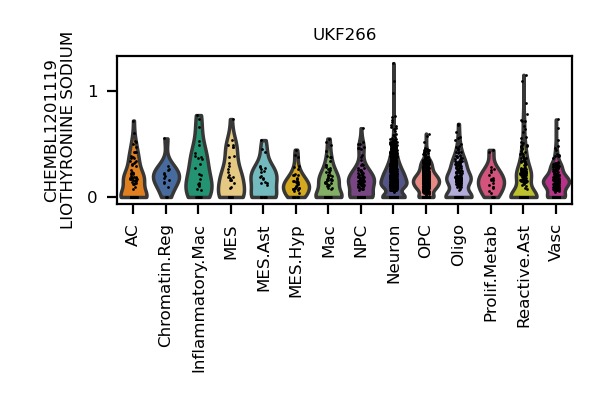 UKF266
CHEMBL1201119
LIOTHYRONINE SODIUM
1
0
AC
Chromatin.Reg
Inflammatory.Mac
MES
MES.Ast
MES.Hyp
Mac
NPC
Neuron
OPC
Oligo
Prolif.Metab
Reactive.Ast
Vasc